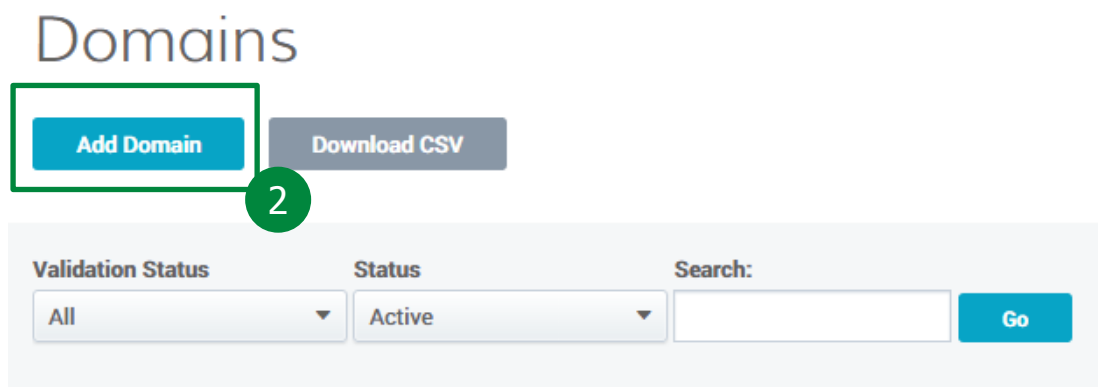 Domains
Add Domain Download CSV
2
Validation Status Status Search:
All Active Go